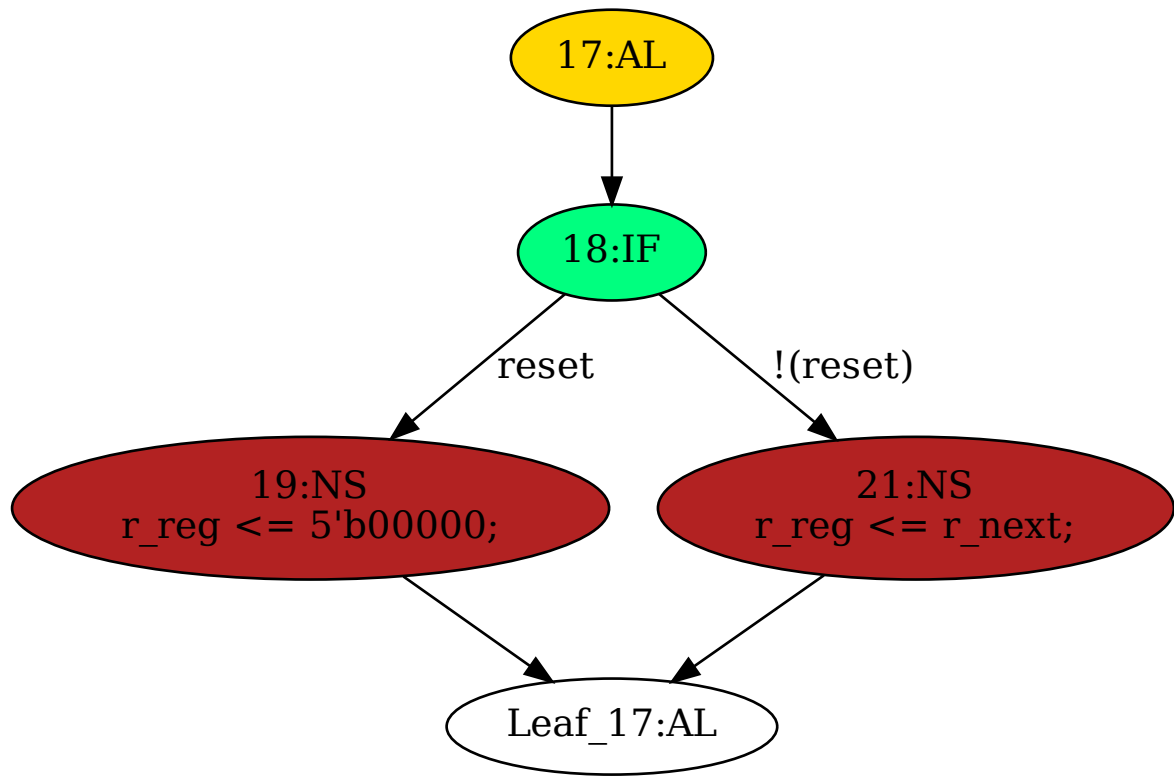 17:AL
18:IF
reset
!(reset)
19:NS
r_reg <= 5'b00000;
21:NS
r_reg <= r_next;
Leaf_17:AL